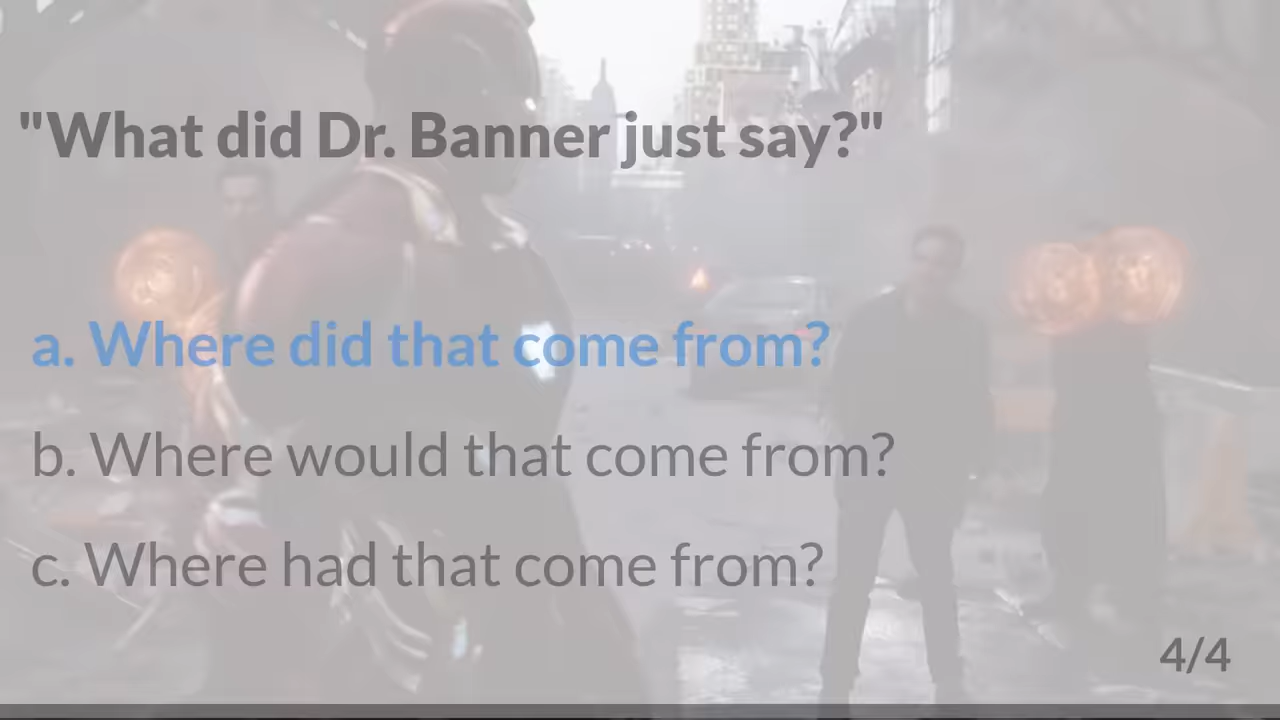 "What did Dr. Banner just say?"
a. Where did that come from?
b. Where would that come from?
c. Where had that come from?
4/4